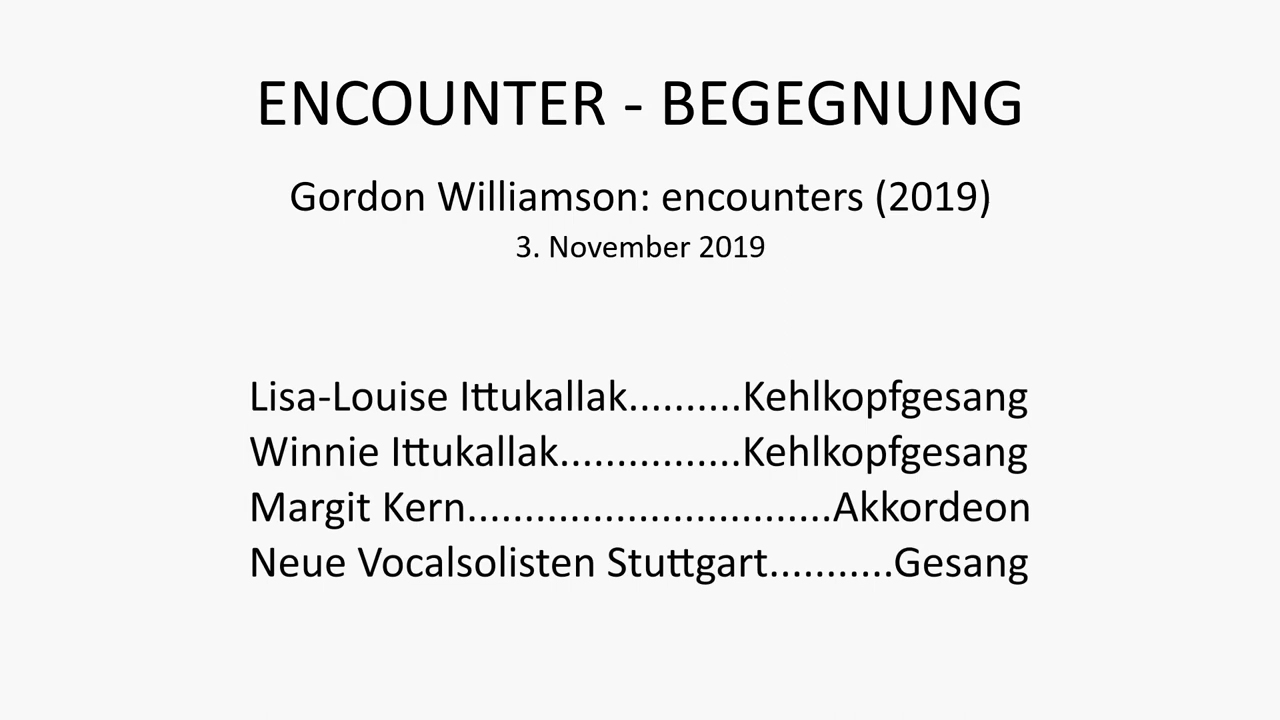 ENCOUNTER - BEGEGNUNG
Gordon Williamson: encounters (2019)
3. November 2019
Lisa-Louise Ittukallak..........Kehlkopfgesang
Winnie Ittukallak................Kehlkopfgesang
Margit Kern................................Akkordeon
Neue Vocalsolisten Stuttgart...........Gesang